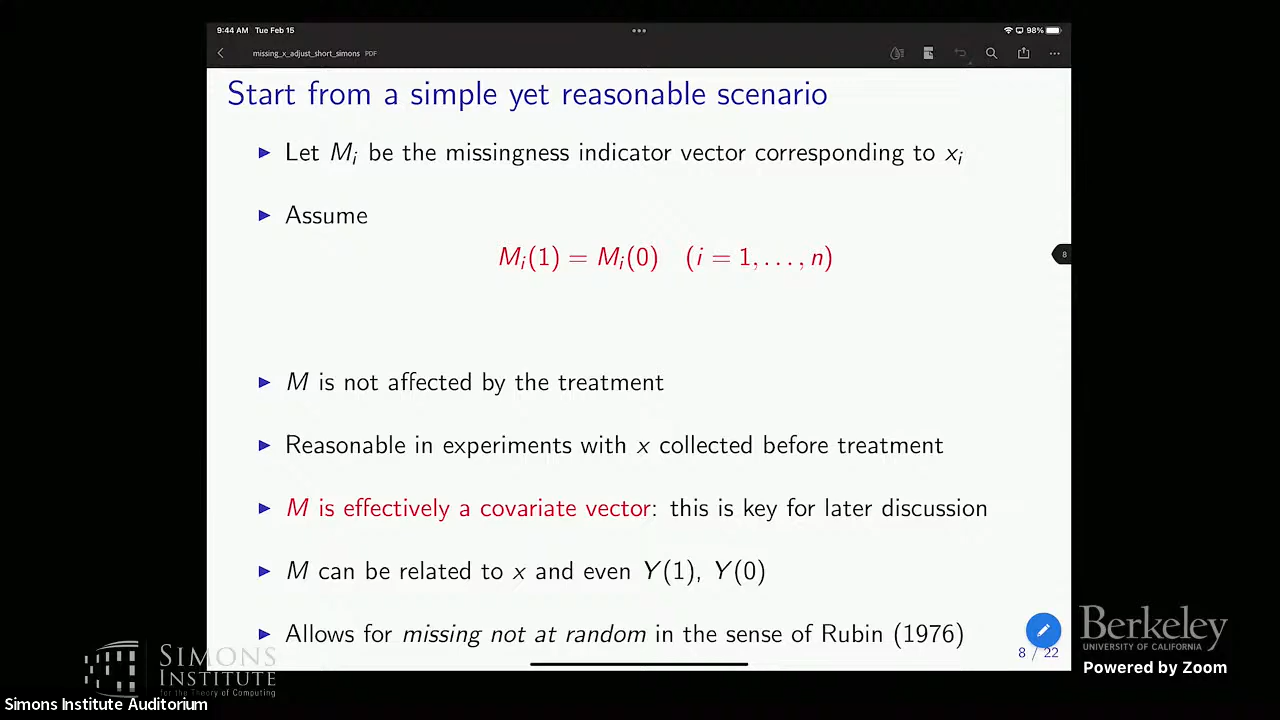 9:44 AM Tue Feb 15
98%
missing_x_adjust_short_simons PDF
Start from a simple yet reasonable scenario
▶ Let Mᵢ be the missingness indicator vector corresponding to xᵢ
▶ Assume
Mᵢ(1) = Mᵢ(0) (i = 1, . . . , n)
8
▶ M is not affected by the treatment
▶ Reasonable in experiments with x collected before treatment
▶ M is effectively a covariate vector: this is key for later discussion
▶ M can be related to x and even Y(1), Y(0)
▶ Allows for missing not at random in the sense of Rubin (1976)
8 / 22
SIMONS
INSTITUTE
for the Theory of Computing
Berkeley
UNIVERSITY OF CALIFORNIA
Powered by Zoom
Simons Institute Auditorium